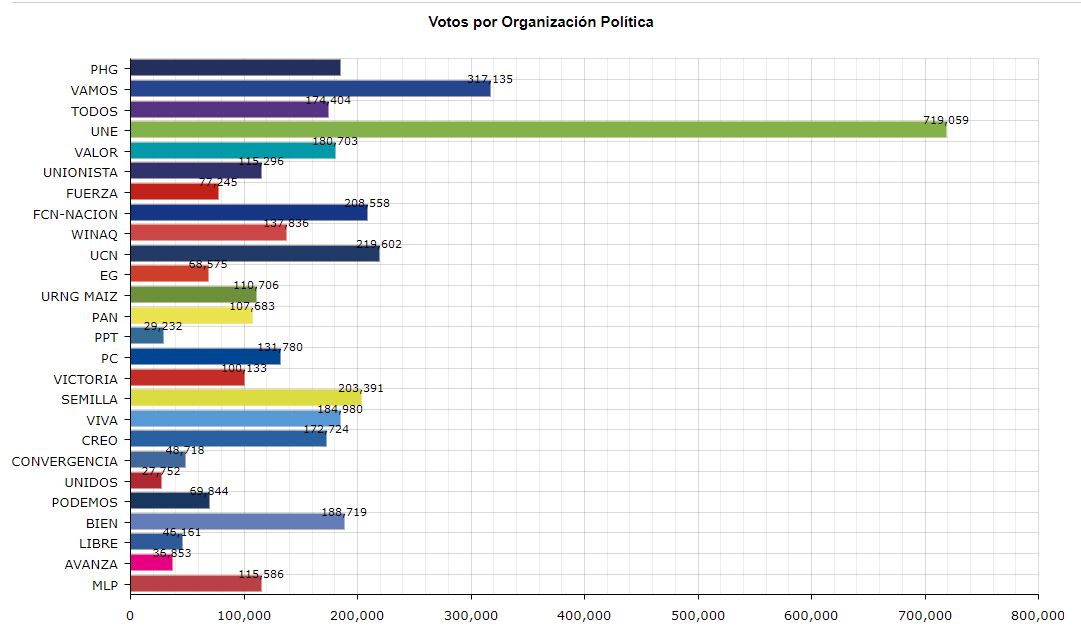 Votos por Organización Política
PHG
VAMOS 317,135
TODOS 174,404
UNE 719,059
VALOR 180,703
UNIONISTA 115,296
FUERZA 77,245
FCN-NACION 208,558
WINAQ 137,836
UCN 219,602
EG 68,575
URNG MAIZ 110,706
PAN 107,683
PPT 29,232
PC 131,780
VICTORIA 100,133
SEMILLA 203,391
VIVA 184,980
CREO 172,724
CONVERGENCIA 48,718
UNIDOS 27,752
PODEMOS 69,844
BIEN 188,719
LIBRE 46,161
AVANZA 36,853
MLP 115,586
0 100,000 200,000 300,000 400,000 500,000 600,000 700,000 800,000